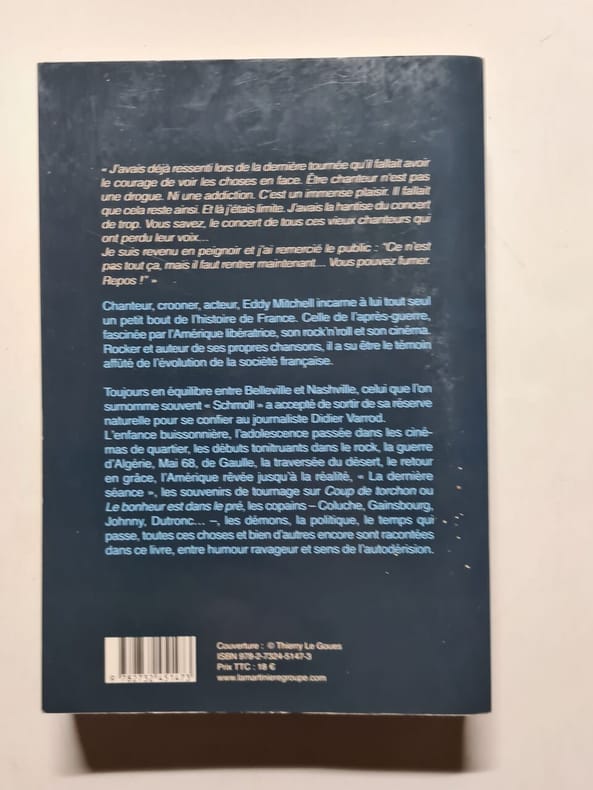 « J'avais déjà ressenti lors de la dernière tournée qu'il fallait avoir
le courage de voir les choses en face. Être chanteur n'est pas
une drogue. Ni une addiction. C'est un immense plaisir. Il fallait
que cela reste ainsi. Et là j'étais limite. J'avais la hantise du concert
de trop. Vous savez, le concert de tous ces vieux chanteurs qui
ont perdu leur voix...
Je suis revenu en peignoir et j'ai remercié le public : "Ce n'est
pas tout ça, mais il faut rentrer maintenant... Vous pouvez fumer.
Repos !" »
Chanteur, crooner, acteur, Eddy Mitchell incarne à lui tout seul
un petit bout de l'histoire de France. Celle de l'après-guerre,
fascinée par l'Amérique libératrice, son rock'n'roll et son cinéma.
Rocker et auteur de ses propres chansons, il a su être le témoin
affûté de l'évolution de la société française.
Toujours en équilibre entre Belleville et Nashville, celui que l'on
surnomme souvent « Schmoll » a accepté de sortir de sa réserve
naturelle pour se confier au journaliste Didier Varrod.
L'enfance buissonnière, l'adolescence passée dans les ciné-
mas de quartier, les débuts tonitruants dans le rock, la guerre
d'Algérie, Mai 68, de Gaulle, la traversée du désert, le retour
en grâce, l'Amérique rêvée jusqu'à la réalité, « La dernière
séance », les souvenirs de tournage sur Coup de torchon ou
Le bonheur est dans le pré, les copains – Coluche, Gainsbourg,
Johnny, Dutronc... –, les démons, la politique, le temps qui
passe, toutes ces choses et bien d'autres encore sont racontées
dans ce livre, entre humour ravageur et sens de l'autodérision.
Couverture : © Thierry Le Goues
ISBN 978-2-7324-5147-3
Prix TTC : 18 €
www.lamartinieregroupe.com
9 782732 451473